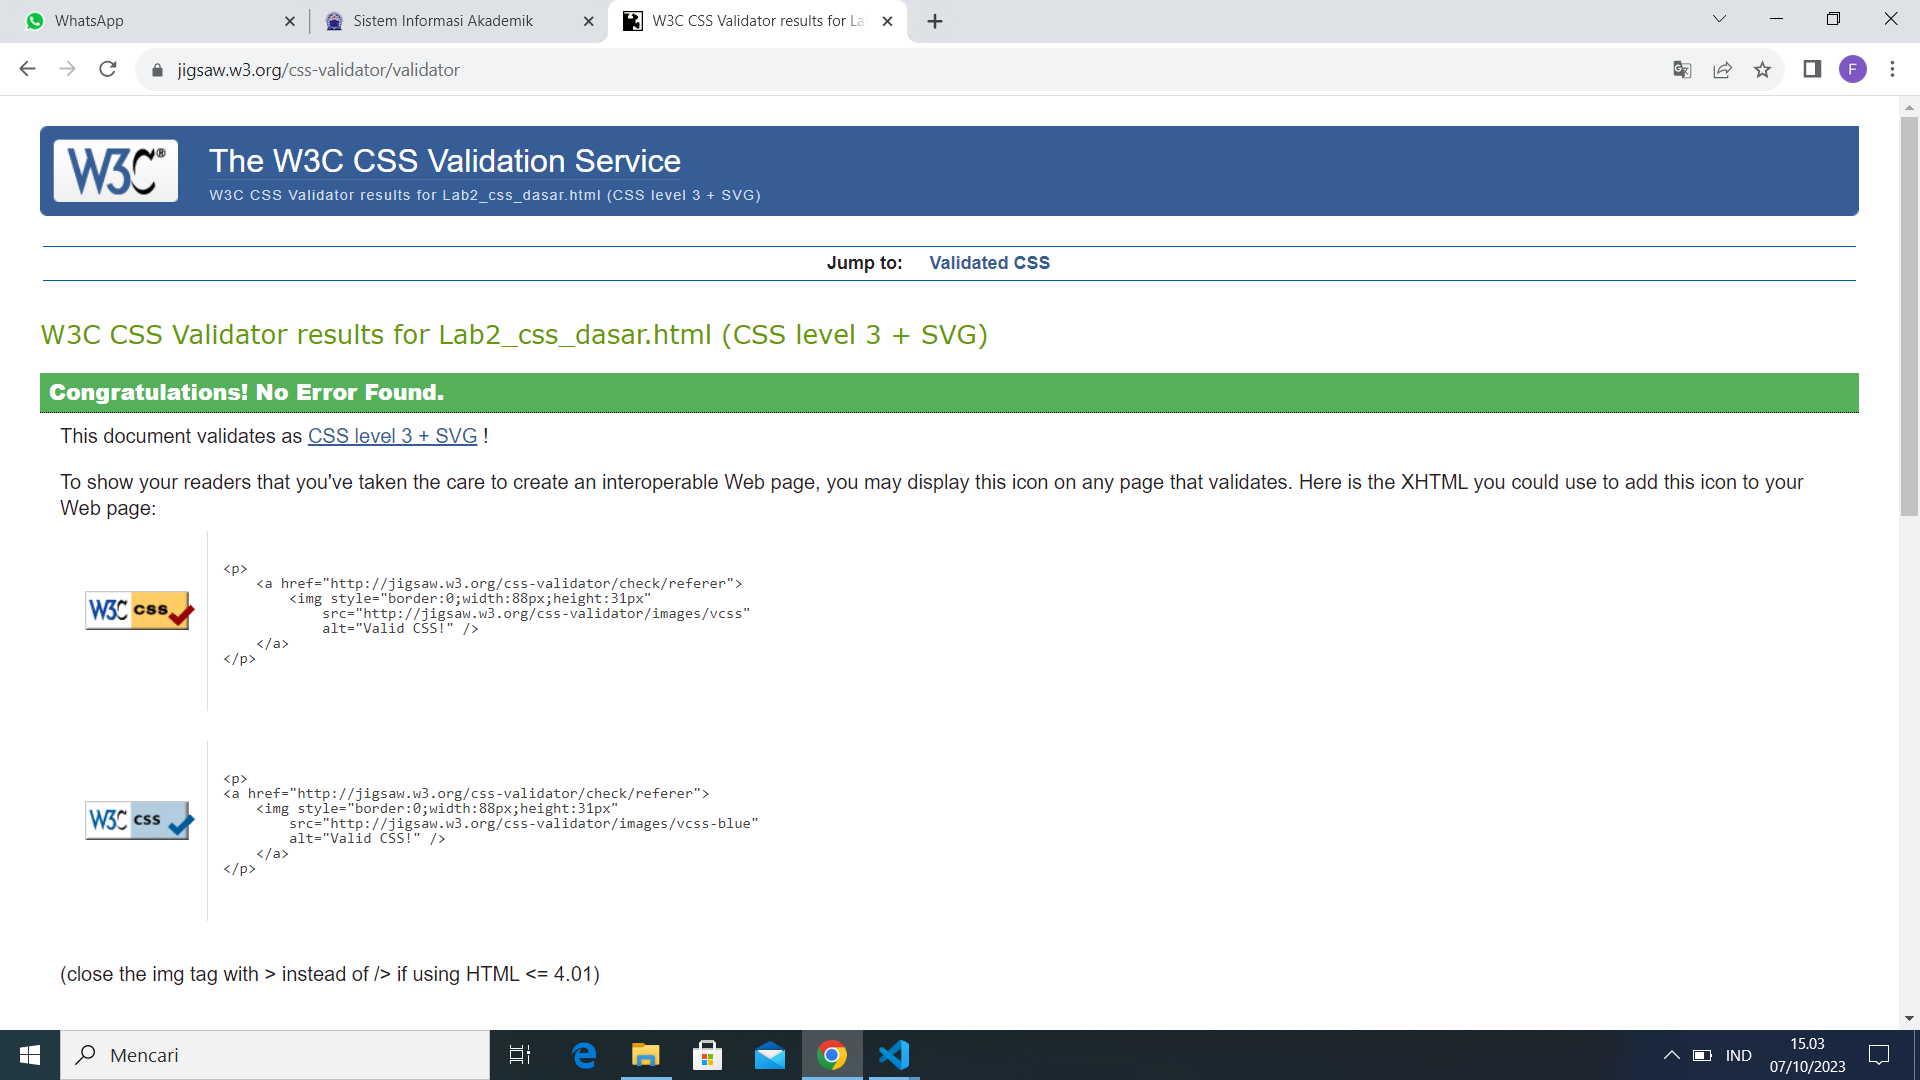 WhatsApp
Sistem Informasi Akademik
W3C CSS Validator results for La
jigsaw.w3.org/css-validator/validator
F
W3C®
The W3C CSS Validation Service
W3C CSS Validator results for Lab2_css_dasar.html (CSS level 3 + SVG)
Jump to: Validated CSS
W3C CSS Validator results for Lab2_css_dasar.html (CSS level 3 + SVG)
Congratulations! No Error Found.
This document validates as CSS level 3 + SVG !
To show your readers that you've taken the care to create an interoperable Web page, you may display this icon on any page that validates. Here is the XHTML you could use to add this icon to your
Web page:
W3C css
<p>
    <a href="http://jigsaw.w3.org/css-validator/check/referer">
        <img style="border:0;width:88px;height:31px"
            src="http://jigsaw.w3.org/css-validator/images/vcss"
            alt="Valid CSS!" />
    </a>
</p>
W3C css
<p>
<a href="http://jigsaw.w3.org/css-validator/check/referer">
    <img style="border:0;width:88px;height:31px"
        src="http://jigsaw.w3.org/css-validator/images/vcss-blue"
        alt="Valid CSS!" />
    </a>
</p>
(close the img tag with > instead of /> if using HTML <= 4.01)
Mencari
IND
15.03
07/10/2023